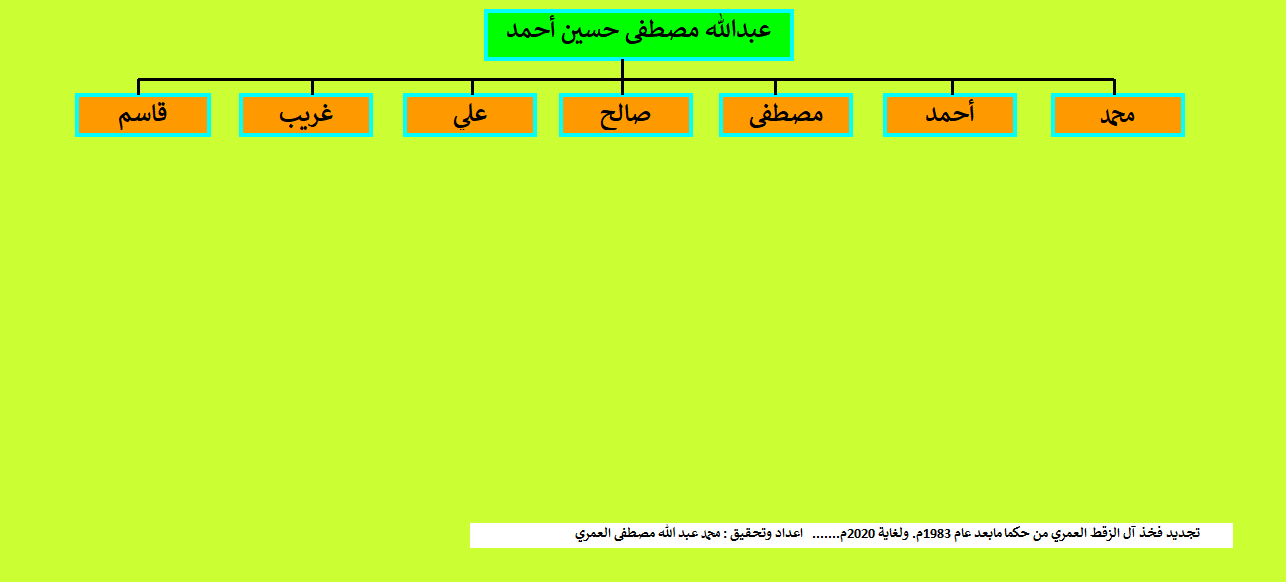 عبدالله مصطفى حسين أحمد
محمد
أحمد
مصطفى
صالح
علي
غريب
قاسم
تجديد فخذ آل الزقط العمري من حكما مابعد عام 1983م. ولغاية 2020م....... اعداد وتحقيق : محمد عبد الله مصطفى العمري